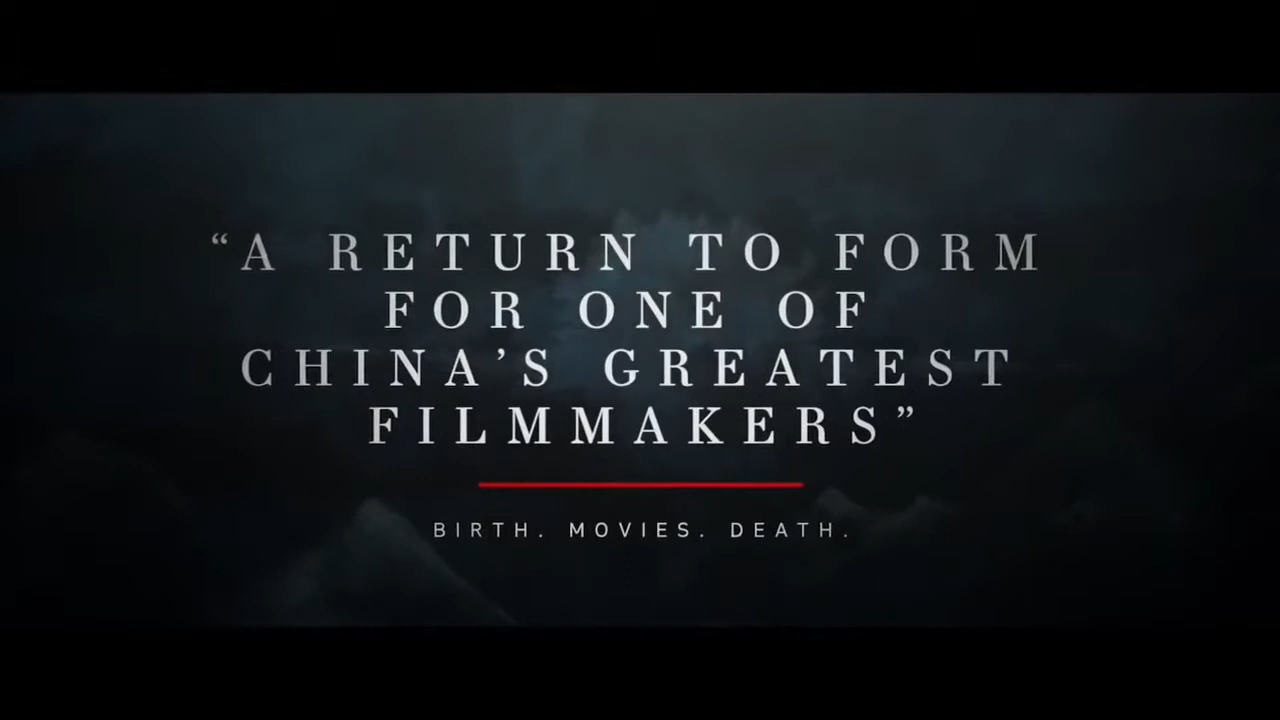 “A RETURN TO FORM
FOR ONE OF
CHINA’S GREATEST
FILMMAKERS”
BIRTH. MOVIES. DEATH.